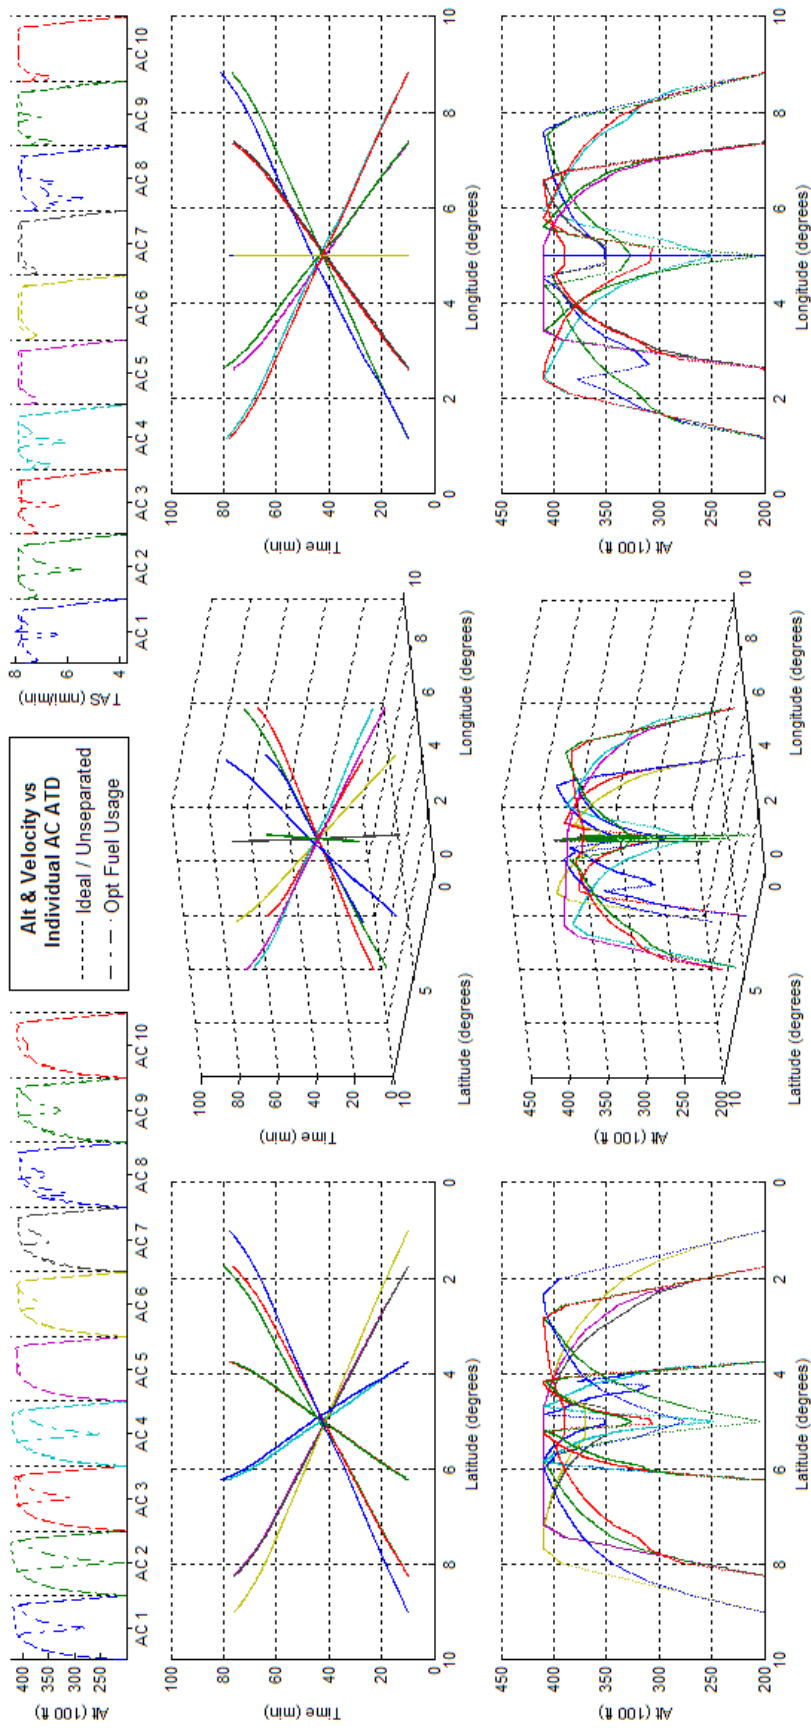 Alt (100 ft)
400
350
300
250
AC 1
AC 2
AC 3
AC 4
AC 5
AC 6
AC 7
AC 8
AC 9
AC 10
Alt & Velocity vs
Individual AC ATD
Ideal / Unseparated
Opt Fuel Usage
TAS (nm/min)
8
6
4
AC 1
AC 2
AC 3
AC 4
AC 5
AC 6
AC 7
AC 8
AC 9
AC 10
Time (min)
100
80
60
40
20
0
10
8
6
4
2
0
Latitude (degrees)
Time (min)
100
80
60
40
20
0
10
5
0
Latitude (degrees)
0
2
4
6
8
10
Longitude (degrees)
Time (min)
100
80
60
40
20
0
0
2
4
6
8
10
Longitude (degrees)
Alt (100 ft)
450
400
350
300
250
200
10
8
6
4
2
0
Latitude (degrees)
Alt (100 ft)
450
400
350
300
250
200
10
5
0
Latitude (degrees)
0
2
4
6
8
10
Longitude (degrees)
Alt (100 ft)
450
400
350
300
250
200
0
2
4
6
8
10
Longitude (degrees)